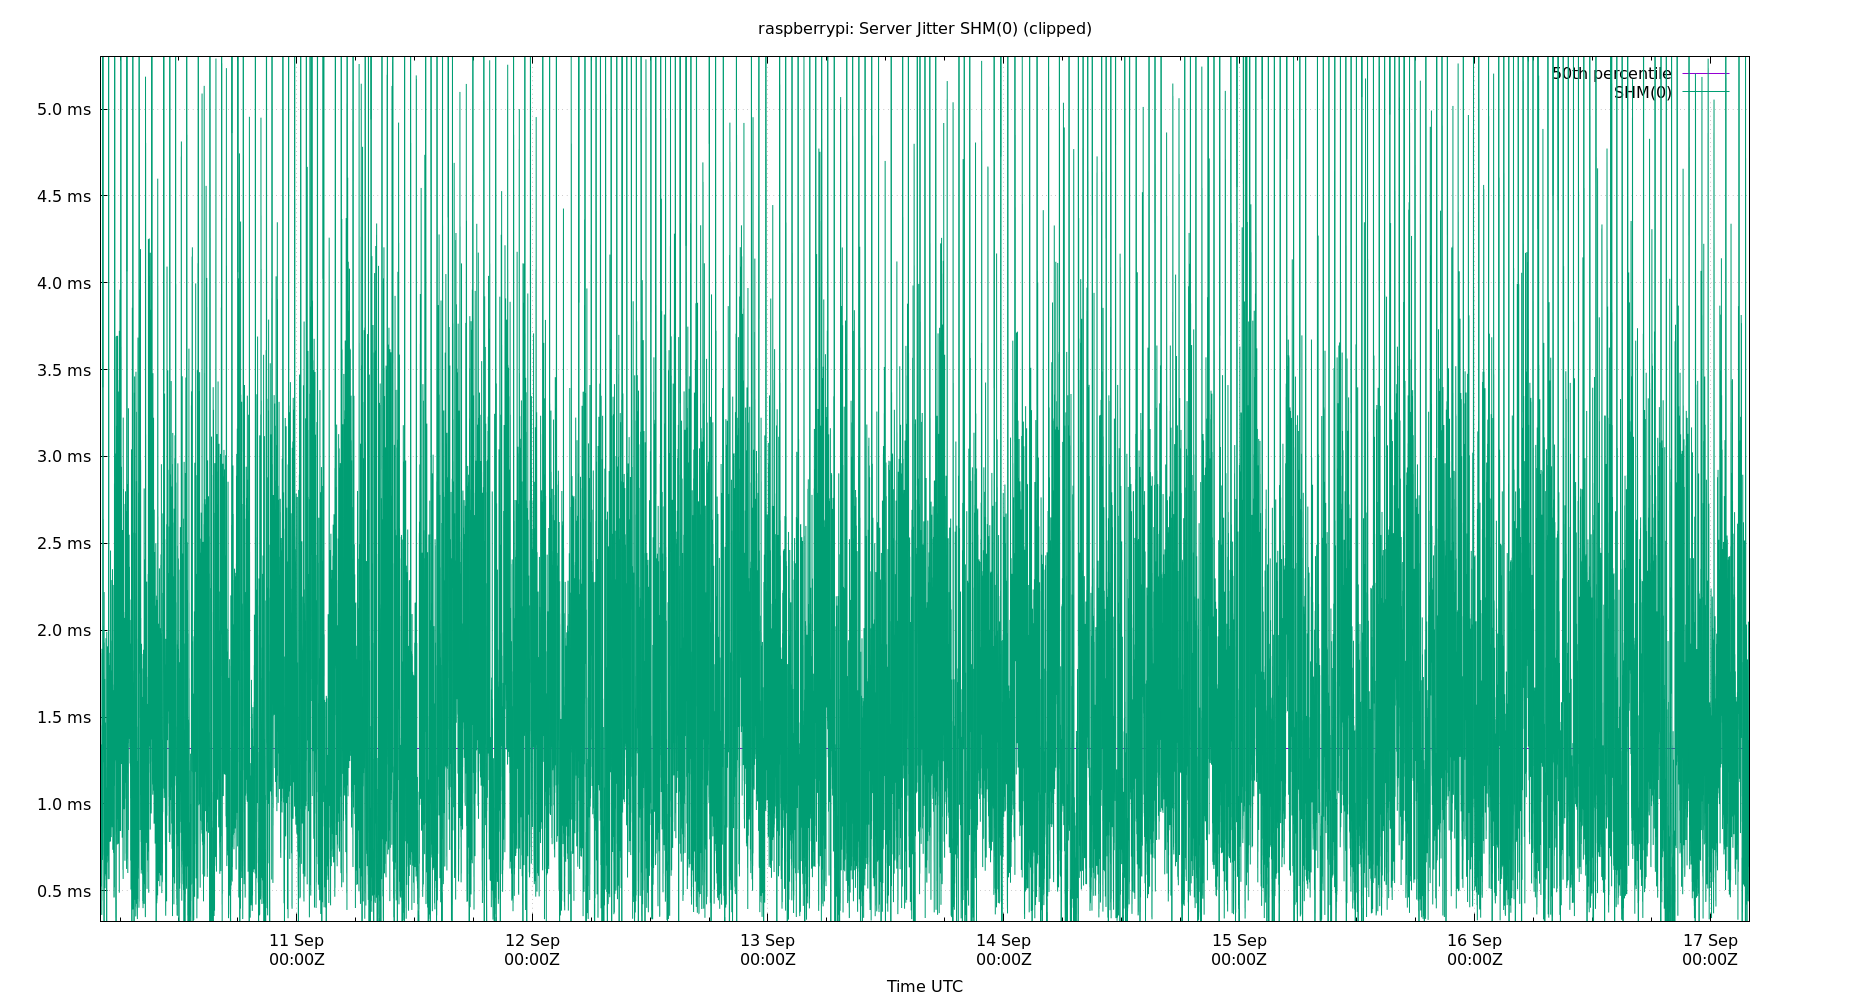 raspberrypi: Server Jitter SHM(0) (clipped)
50th percentile
SHM(0)
5.0 ms
4.5 ms
4.0 ms
3.5 ms
3.0 ms
2.5 ms
2.0 ms
1.5 ms
1.0 ms
0.5 ms
11 Sep 12 Sep 13 Sep 14 Sep 15 Sep 16 Sep 17 Sep
00:00Z 00:00Z 00:00Z 00:00Z 00:00Z 00:00Z 00:00Z
Time UTC